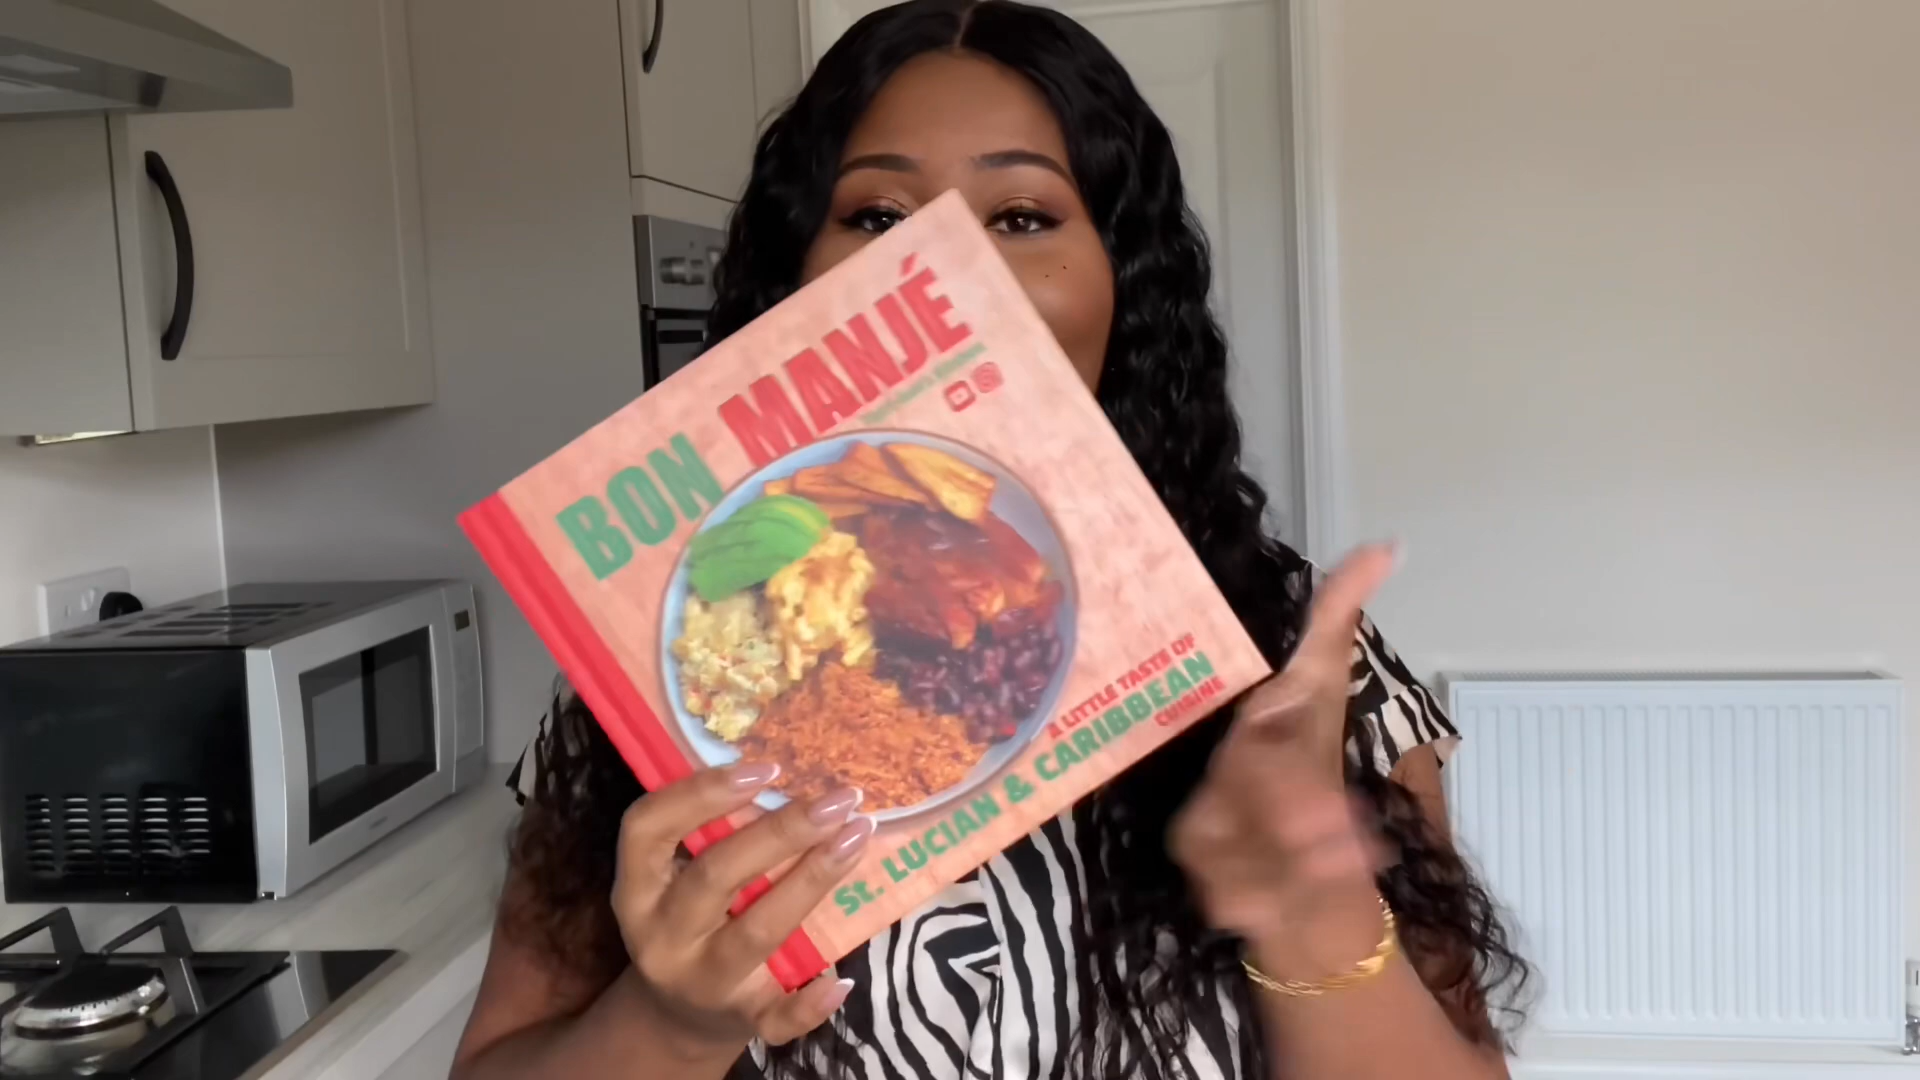 BON MANJÉ
A LITTLE TASTE OF
St. LUCIAN & CARIBBEAN
CUISINE